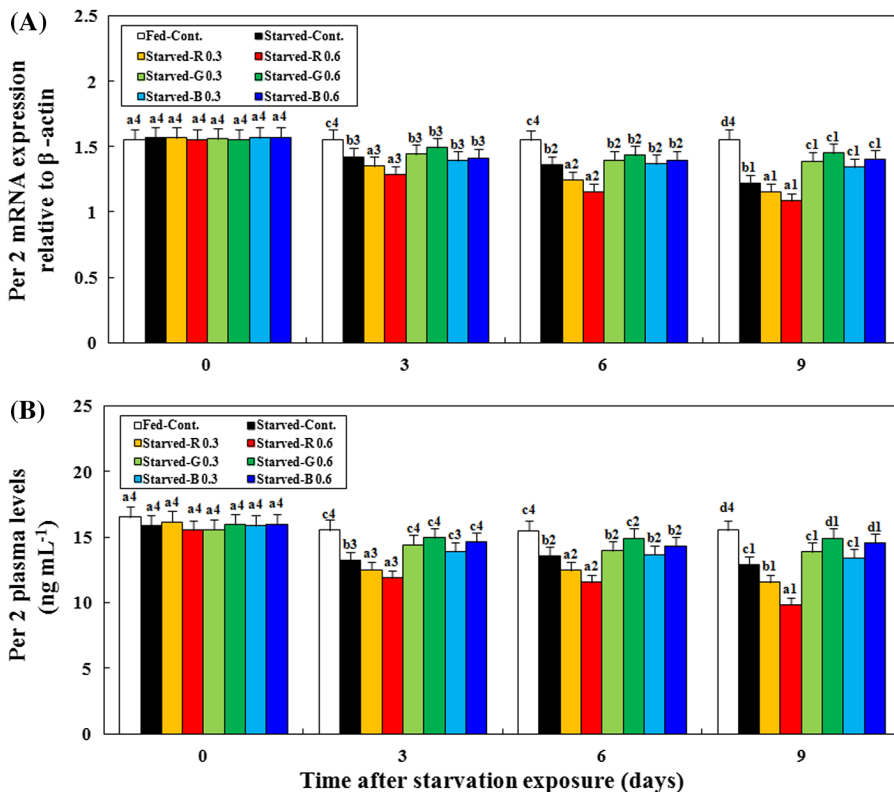 (A)
Per 2 mRNA expression
relative to β -actin
2.5
2
1.5
1
0.5
0
Fed-Cont. Starved-Cont.
Starved-R 0.3 Starved-R 0.6
Starved-G 0.3 Starved-G 0.6
Starved-B 0.3 Starved-B 0.6
a4 a4 a4 a4 a4 a4 a4 a4
c4 b3 a3 a3 b3 b3 b3 b3
c4 b2 a2 a2 b2 b2 b2 b2
d4 b1 a1 a1 c1 c1 c1 c1
0 3 6 9
(B)
Per 2 plasma levels
(ng mL-1)
25
20
15
10
5
0
Fed-Cont. Starved-Cont.
Starved-R 0.3 Starved-R 0.6
Starved-G 0.3 Starved-G 0.6
Starved-B 0.3 Starved-B 0.6
a4 a4 a4 a4 a4 a4 a4 a4
c4 b3 a3 a3 c4 c4 c3 c4
c4 b2 a2 a2 b2 c2 b2 b2
d4 c1 b1 a1 c1 d1 c1 d1
0 3 6 9
Time after starvation exposure (days)